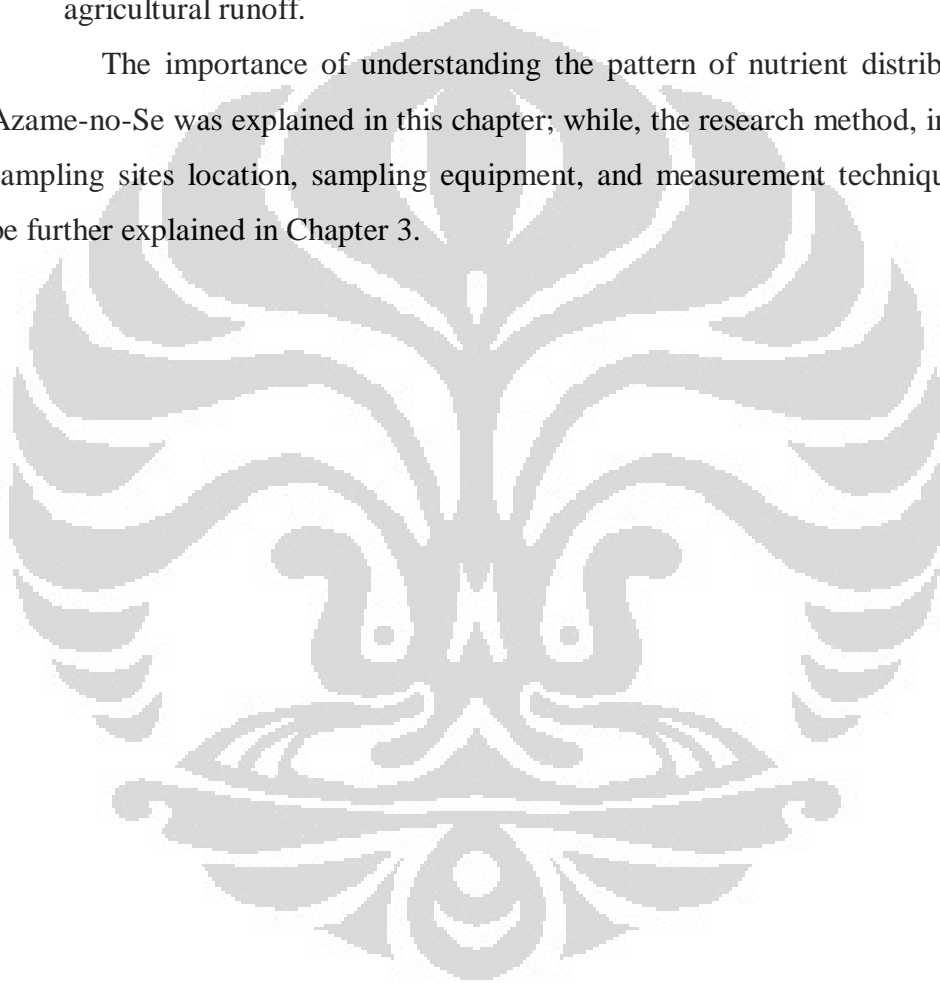 agricultural runoff.
The importance of understanding the pattern of nutrient distrib
Azame-no-Se was explained in this chapter; while, the research method, in
ampling sites location, sampling equipment, and measurement techniqu
be further explained in Chapter 3.